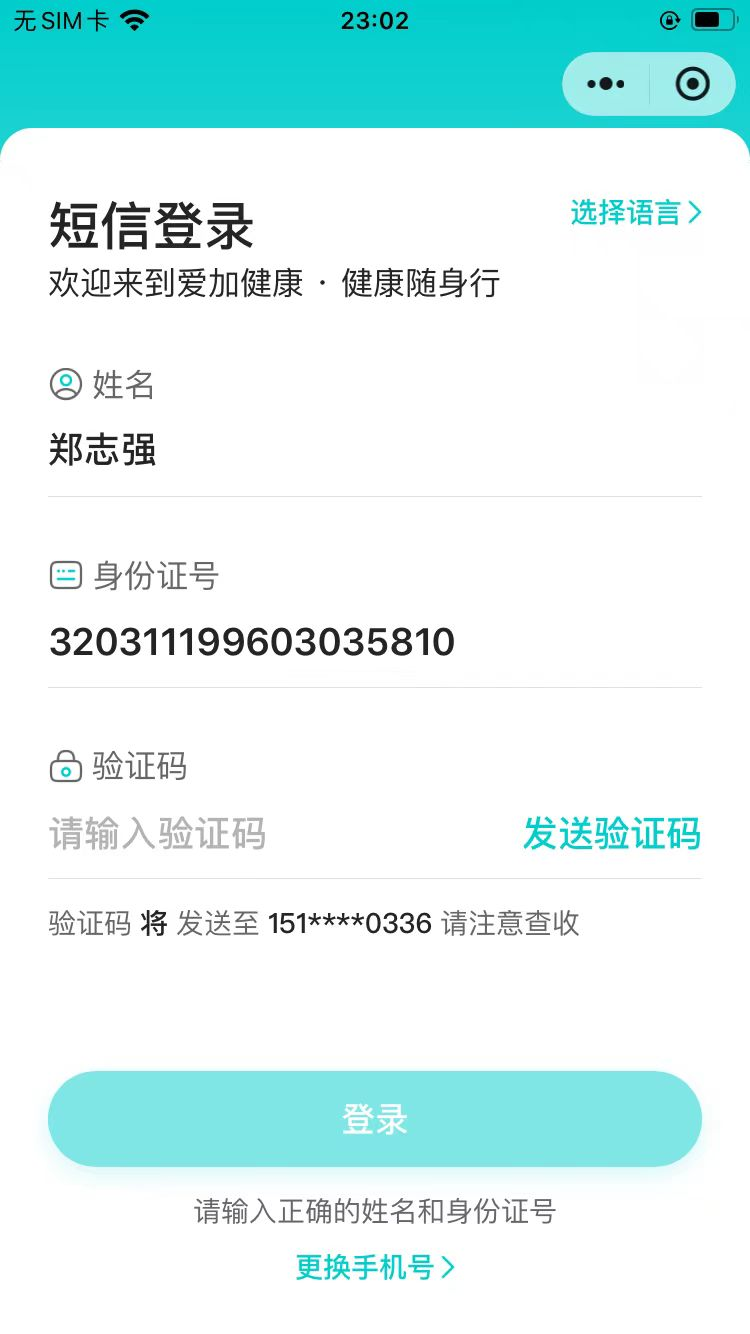 无SIM卡 23:02
短信登录
选择语言
欢迎来到爱加健康 · 健康随身行
姓名
郑志强
身份证号
320311199603035810
验证码
请输入验证码 发送验证码
验证码 将 发送至 151****0336 请注意查收
登录
请输入正确的姓名和身份证号
更换手机号